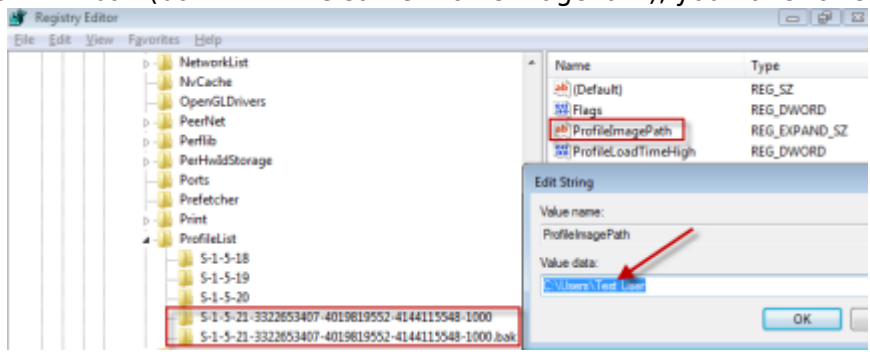 Registry Editor
File Edit View Favorites Help
NetworkList
NvCache
OpenGLDrivers
PeerNet
Perflib
PerHwIdStorage
Ports
Prefetcher
Print
ProfileList
S-1-5-18
S-1-5-19
S-1-5-20
S-1-5-21-3322653407-4019819552-4144115548-1000
S-1-5-21-3322653407-4019819552-4144115548-1000.bak
Name Type
(Default) REG_SZ
Flags REG_DWORD
ProfileImagePath REG_EXPAND_SZ
ProfileLoadTimeHigh REG_DWORD
Edit String
Value name:
ProfileImagePath
Value data:
C:\Users\Test User
OK